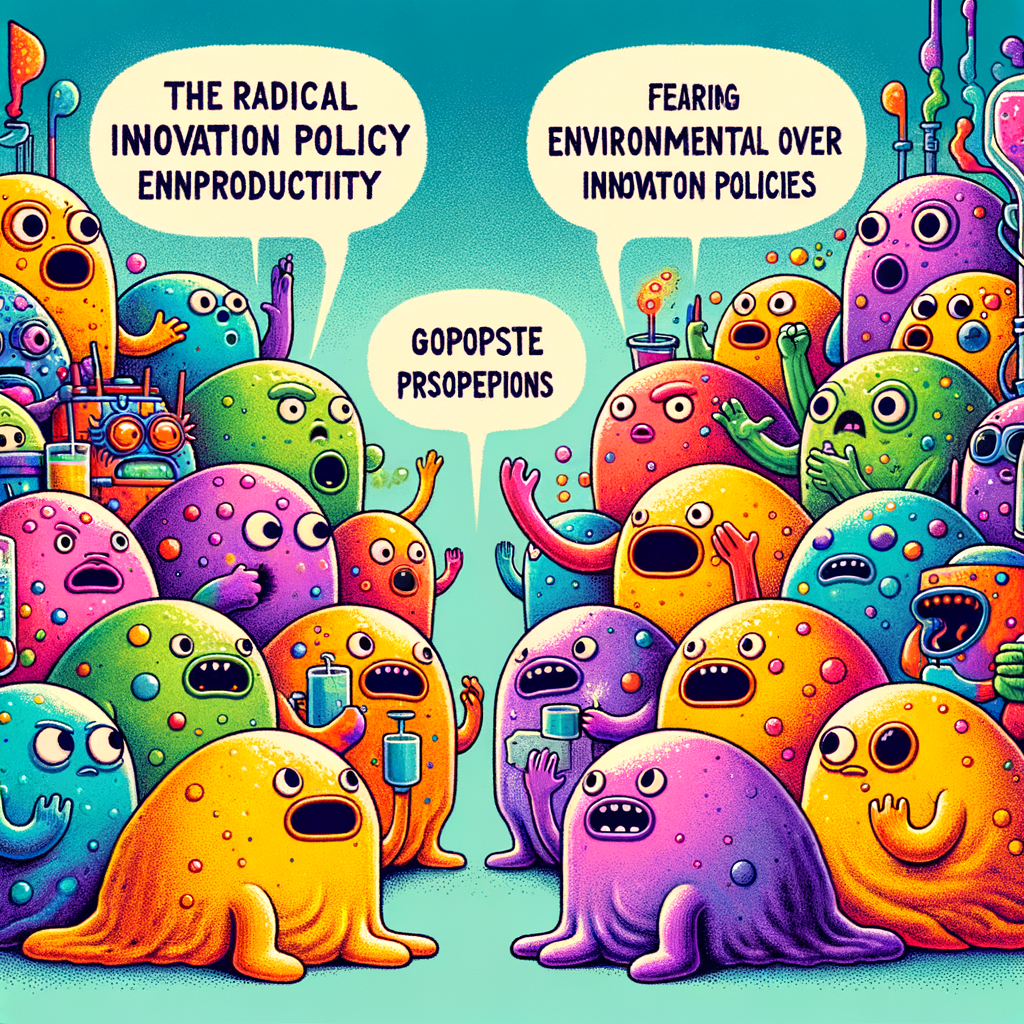 THE RADICAL
INNOVATION POLICY
ENNPRODUCTIITY
FEARING
ENVIRONMENTAL OVER
INNOVATON POLICIES
GOPOPSTE
PRSOPEPIONS